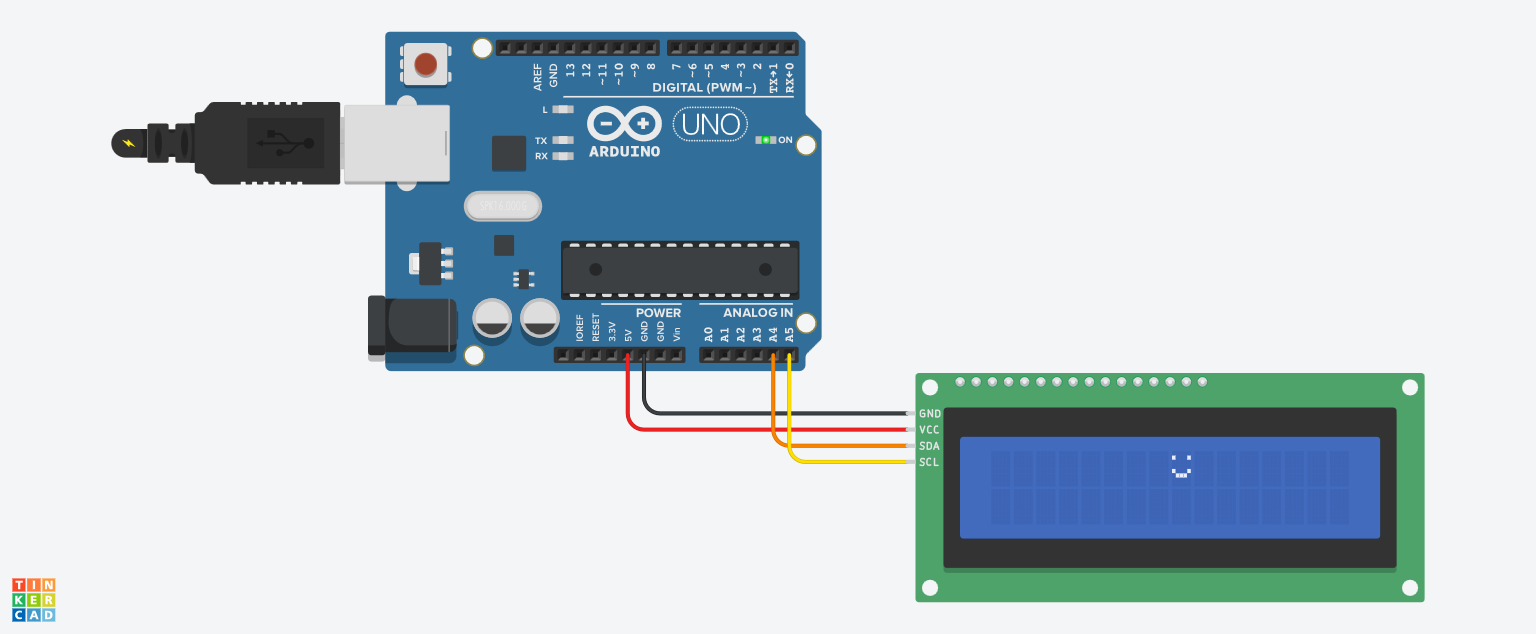 AREF
GND
13
12
~11
~10
~9
8
7
~6
~5
4
~3
2
TX→1
RX←0
DIGITAL (PWM~)
L
TX
RX
UNO
ARDUINO
ON
POWER
ANALOG IN
IOREF
RESET
3.3V
5V
GND
GND
Vin
A0
A1
A2
A3
A4
A5
GND
VCC
SDA
SCL
TIN
KER
CAD